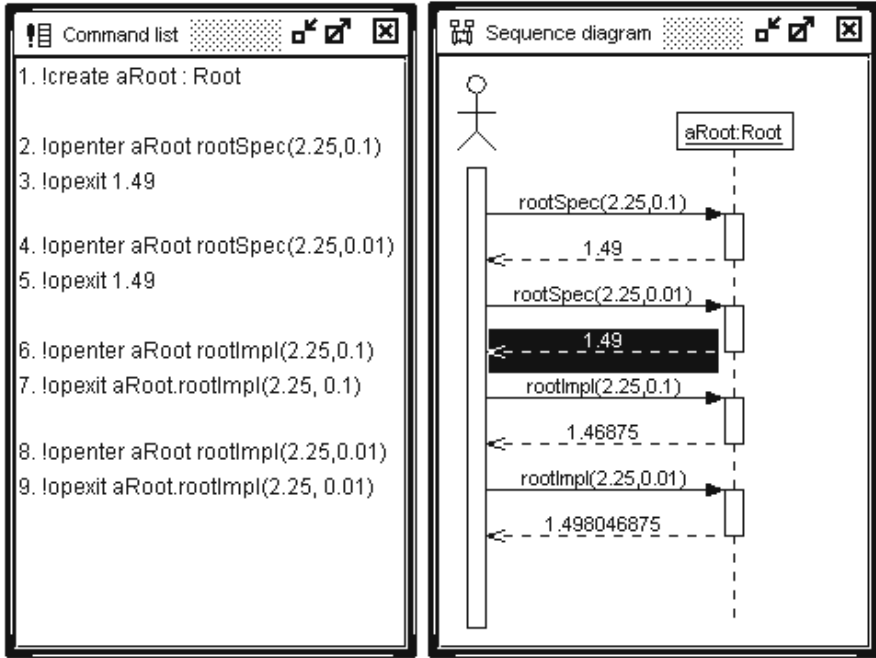 Command list
1. !create aRoot : Root
2. !openter aRoot rootSpec(2.25,0.1)
3. !opexit 1.49
4. !openter aRoot rootSpec(2.25,0.01)
5. !opexit 1.49
6. !openter aRoot rootImpl(2.25,0.1)
7. !opexit aRoot.rootImpl(2.25, 0.1)
8. !openter aRoot rootImpl(2.25,0.01)
9. !opexit aRoot.rootImpl(2.25, 0.01)
Sequence diagram
aRoot:Root
rootSpec(2.25,0.1)
1.49
rootSpec(2.25,0.01)
1.49
rootImpl(2.25,0.1)
1.46875
rootImpl(2.25,0.01)
1.498046875